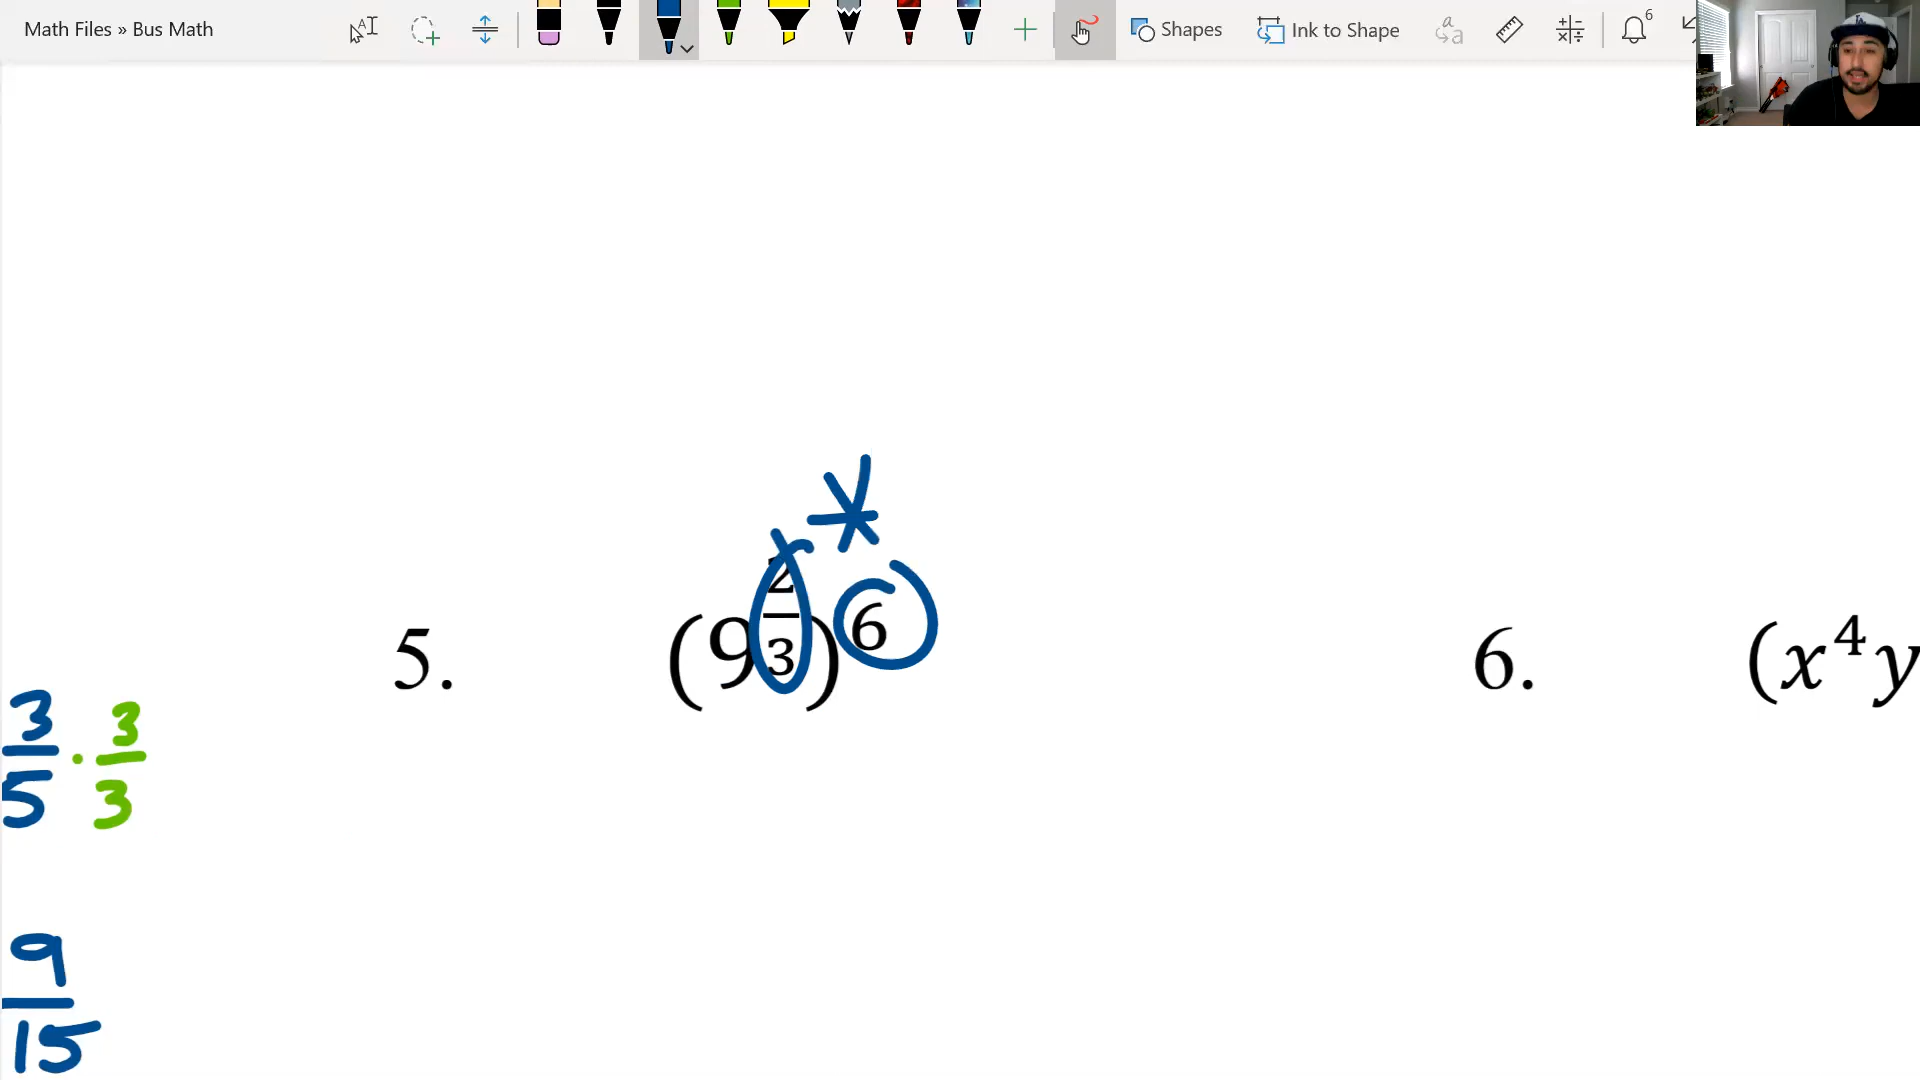 Math Files » Bus Math
Shapes
Ink to Shape
6
*
5. (9^{2/3})^6
6. (x^4 y
3/5 · 3/3
9/15